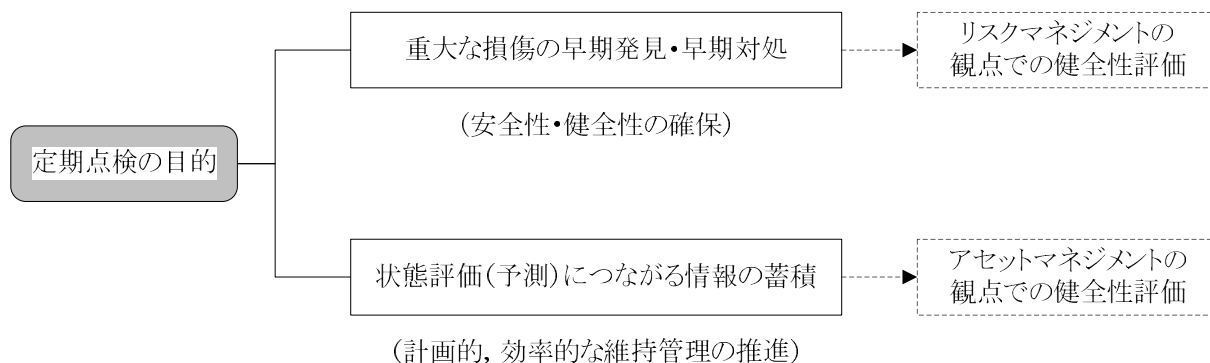 定期点検の目的
重大な損傷の早期発見・早期対処
(安全性・健全性の確保)
リスクマネジメントの
観点での健全性評価
状態評価(予測)につながる情報の蓄積
(計画的, 効率的な維持管理の推進)
アセットマネジメントの
観点での健全性評価